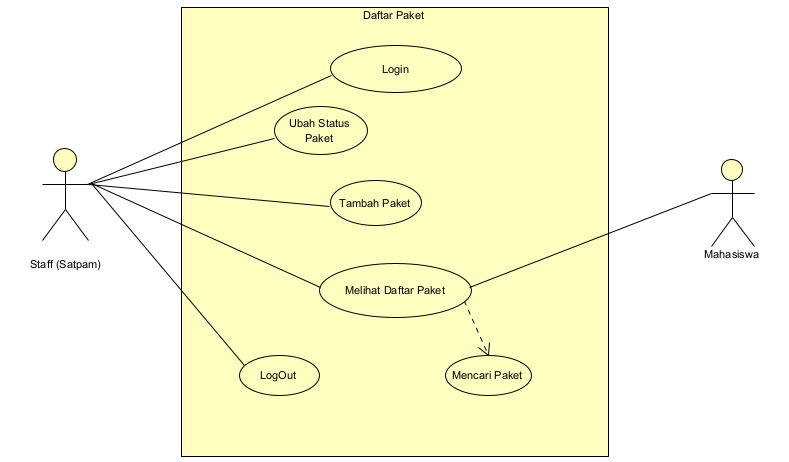 Daftar Paket
Login
Ubah Status
Paket
Tambah Paket
Melihat Daftar Paket
LogOut
Mencari Paket
Staff (Satpam)
Mahasiswa